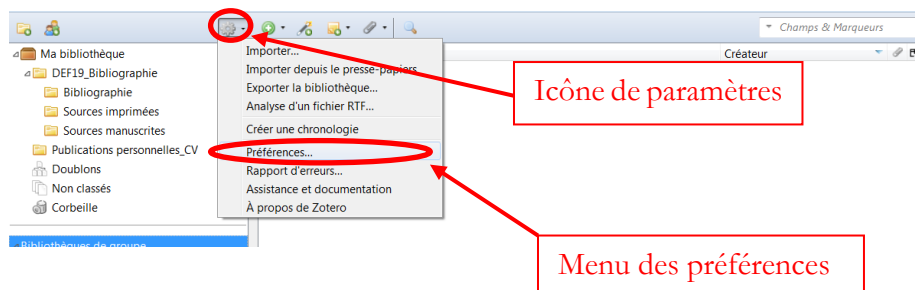 Champs & Marqueurs
Ma bibliothèque
DEF19_Bibliographie
Bibliographie
Sources imprimées
Sources manuscrites
Publications personnelles_CV
Doublons
Non classés
Corbeille
Bibliothèques de groupe
Importer...
Importer depuis le presse-papiers
Exporter la bibliothèque...
Analyse d'un fichier RTF...
Créer une chronologie
Préférences...
Rapport d'erreurs...
Assistance et documentation
À propos de Zotero
Créateur
Icône de paramètres
Menu des préférences